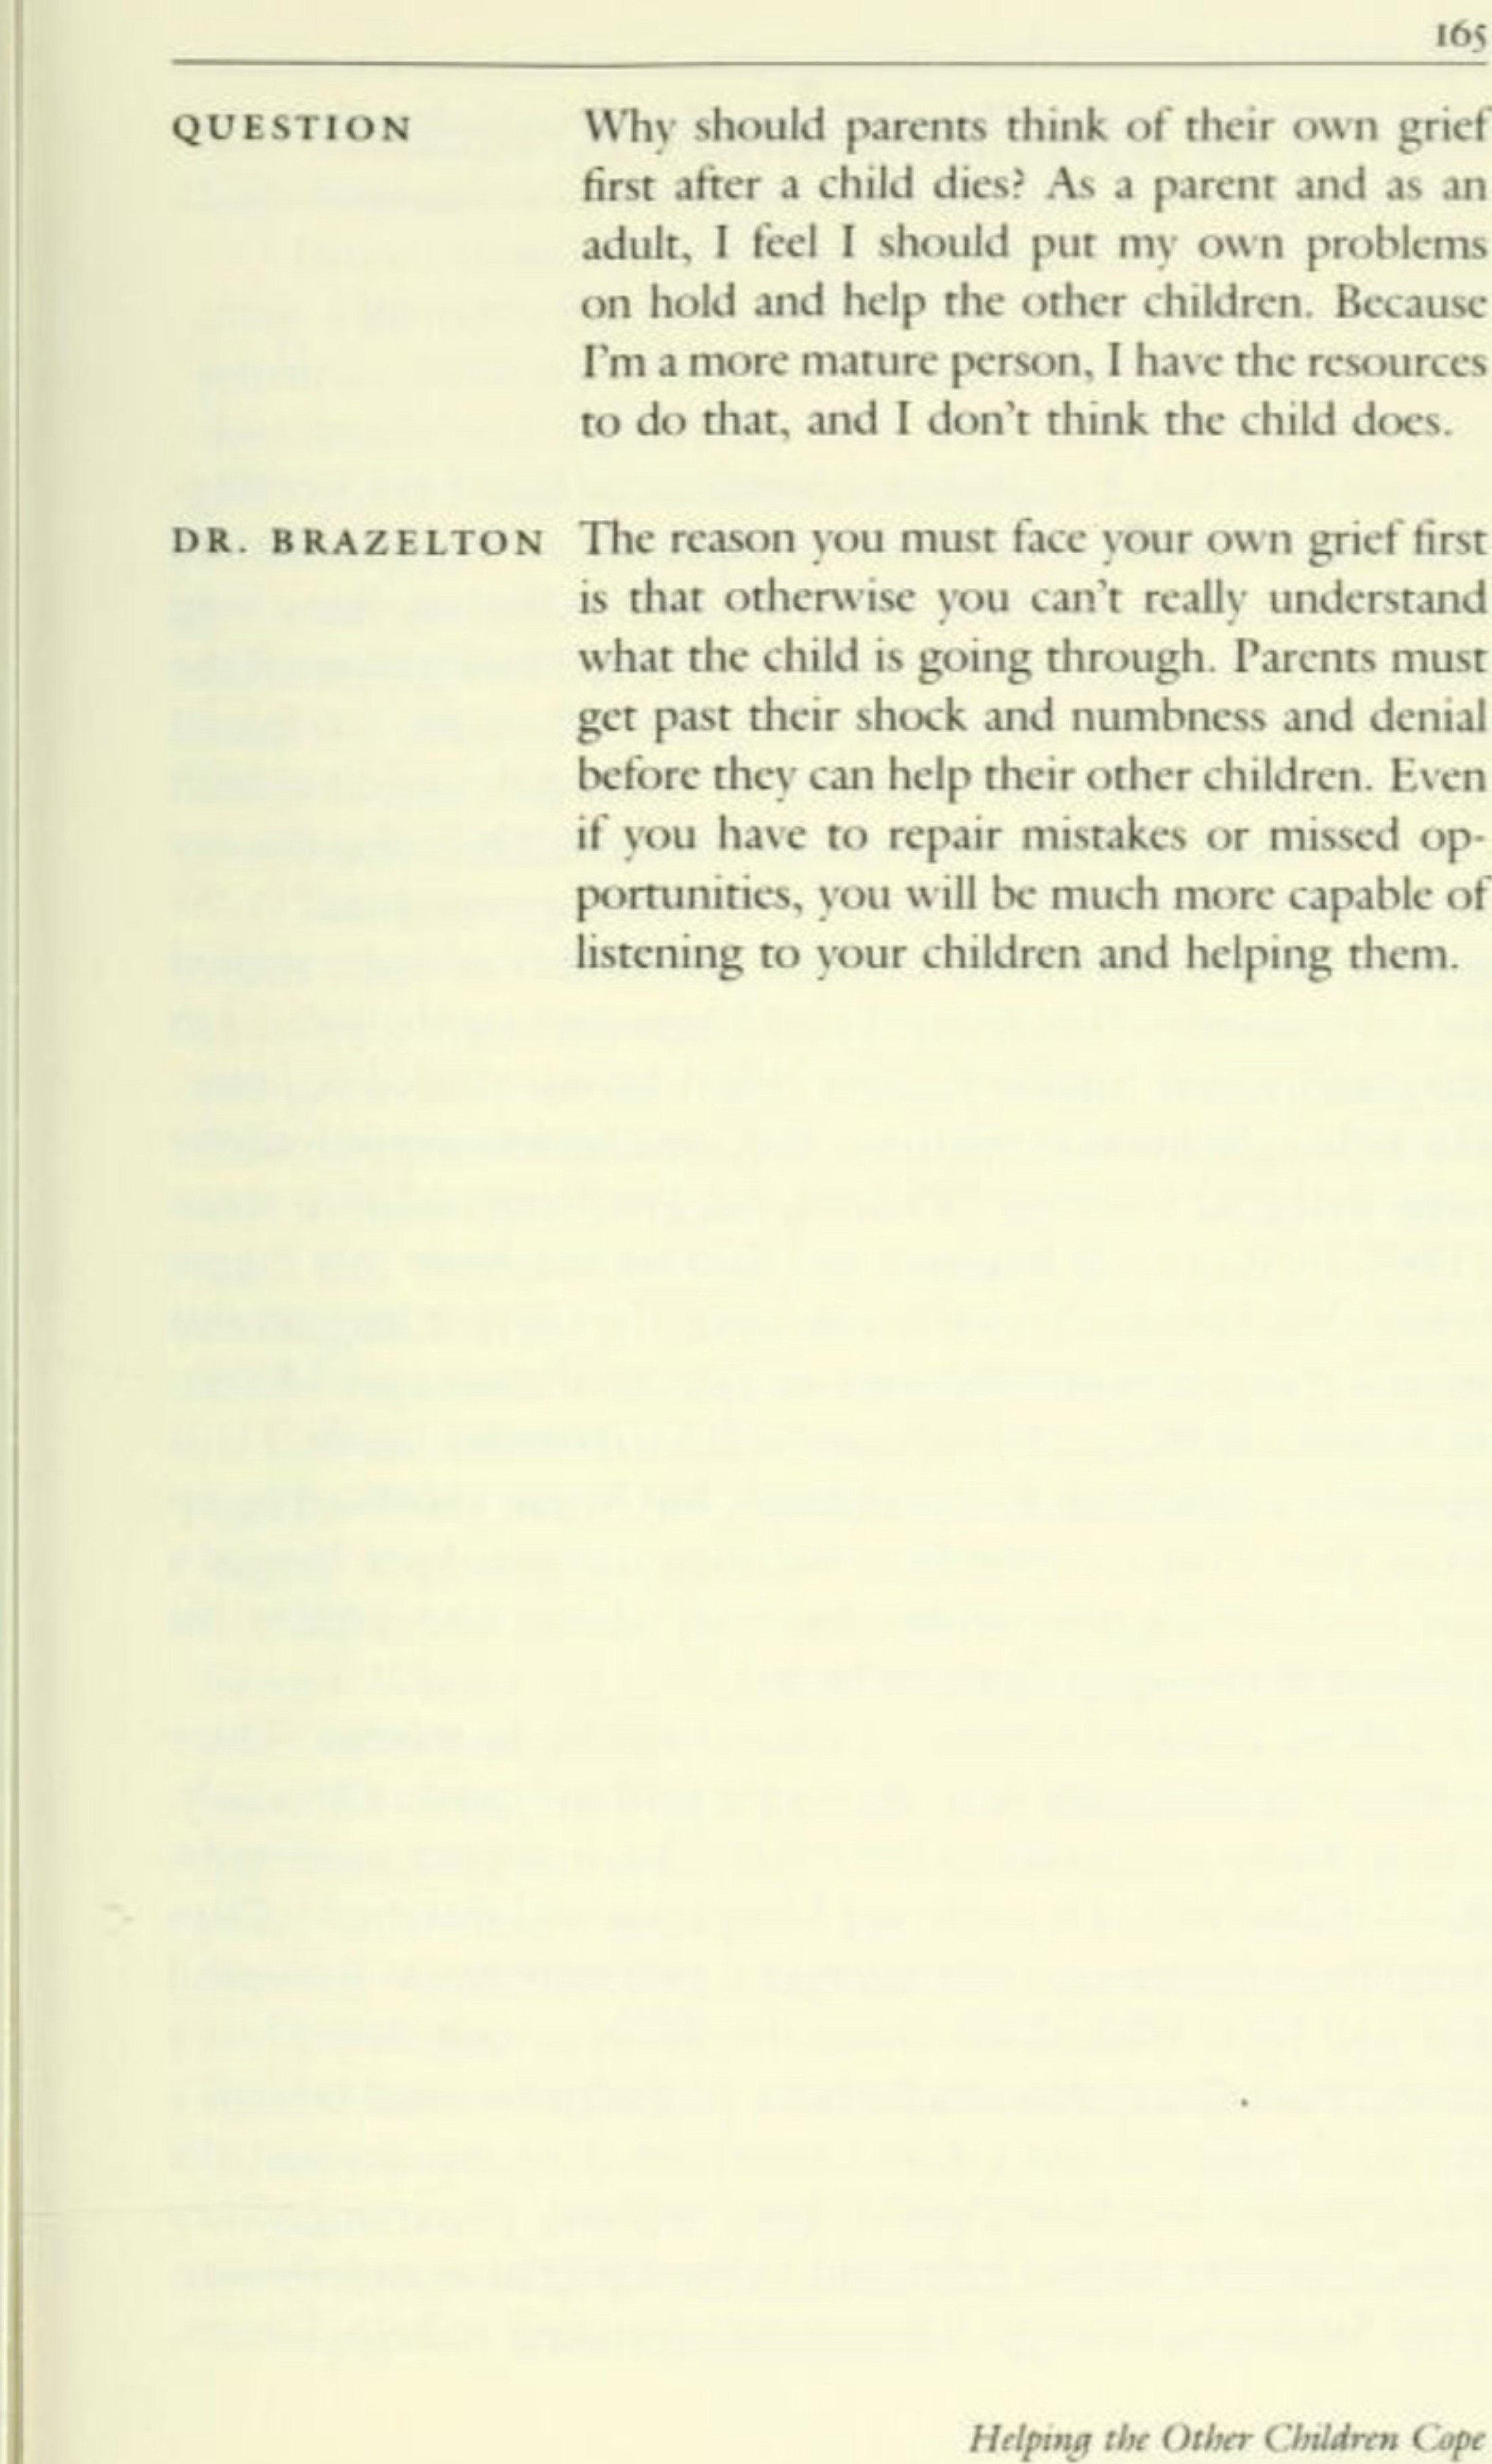 165
QUESTION Why should parents think of their own grief
first after a child dies? As a parent and as an
adult, I feel I should put my own problems
on hold and help the other children. Because
I'm a more mature person, I have the resources
to do that, and I don't think the child does.
DR. BRAZELTON The reason you must face your own grief first
is that otherwise you can't really understand
what the child is going through. Parents must
get past their shock and numbness and denial
before they can help their other children. Even
if you have to repair mistakes or missed op-
portunities, you will be much more capable of
listening to your children and helping them.
Helping the Other Children Cope